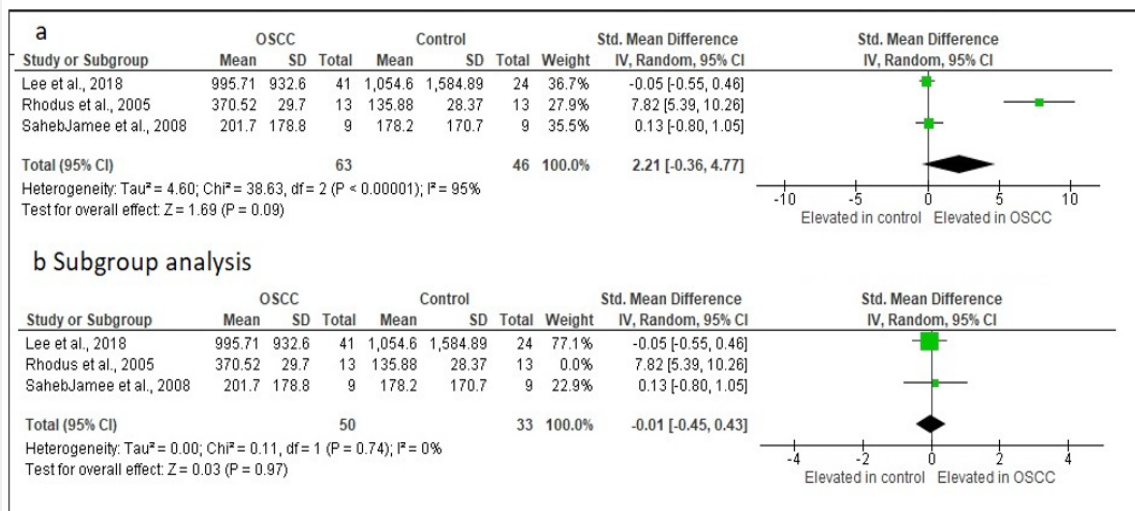 a
OSCC Control Std. Mean Difference Std. Mean Difference
Study or Subgroup Mean SD Total Mean SD Total Weight IV, Random, 95% CI IV, Random, 95% CI
Lee et al., 2018 995.71 932.6 41 1,054.6 1,584.89 24 36.7% -0.05 [-0.55, 0.46]
Rhodus et al., 2005 370.52 29.7 13 135.88 28.37 13 27.9% 7.82 [5.39, 10.26]
SahebJamee et al., 2008 201.7 178.8 9 178.2 170.7 9 35.5% 0.13 [-0.80, 1.05]
Total (95% CI) 63 46 100.0% 2.21 [-0.36, 4.77]
Heterogeneity: Tau² = 4.60; Chi² = 38.63, df = 2 (P < 0.00001); I² = 95%
Test for overall effect: Z = 1.69 (P = 0.09)
-10 -5 0 5 10
Elevated in control Elevated in OSCC
b Subgroup analysis
OSCC Control Std. Mean Difference Std. Mean Difference
Study or Subgroup Mean SD Total Mean SD Total Weight IV, Random, 95% CI IV, Random, 95% CI
Lee et al., 2018 995.71 932.6 41 1,054.6 1,584.89 24 77.1% -0.05 [-0.55, 0.46]
Rhodus et al., 2005 370.52 29.7 13 135.88 28.37 13 0.0% 7.82 [5.39, 10.26]
SahebJamee et al., 2008 201.7 178.8 9 178.2 170.7 9 22.9% 0.13 [-0.80, 1.05]
Total (95% CI) 50 33 100.0% -0.01 [-0.45, 0.43]
Heterogeneity: Tau² = 0.00; Chi² = 0.11, df = 1 (P = 0.74); I² = 0%
Test for overall effect: Z = 0.03 (P = 0.97)
-4 -2 0 2 4
Elevated in control Elevated in OSCC